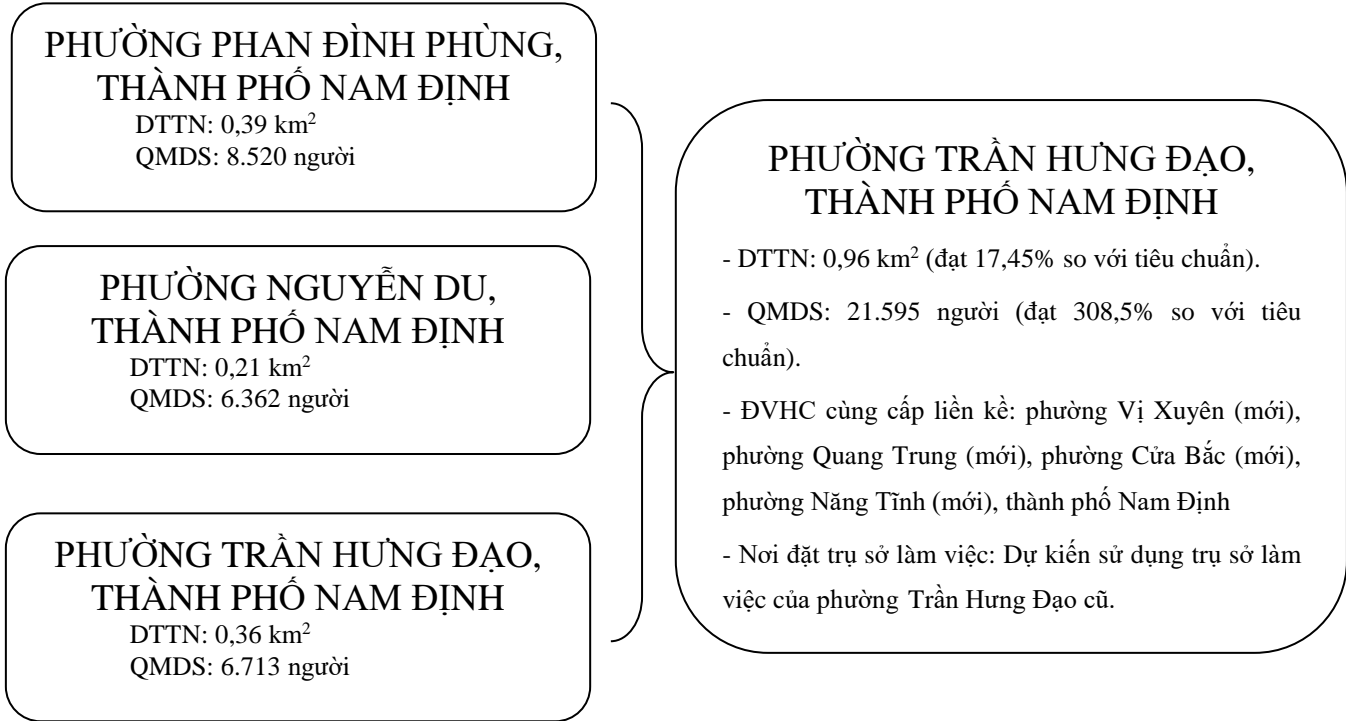 PHƯỜNG PHAN ĐÌNH PHÙNG,
THÀNH PHỐ NAM ĐỊNH
DTTN: 0,39 km²
QMDS: 8.520 người
PHƯỜNG NGUYỄN DU,
THÀNH PHỐ NAM ĐỊNH
DTTN: 0,21 km²
QMDS: 6.362 người
PHƯỜNG TRẦN HƯNG ĐẠO,
THÀNH PHỐ NAM ĐỊNH
DTTN: 0,36 km²
QMDS: 6.713 người
PHƯỜNG TRẦN HƯNG ĐẠO,
THÀNH PHỐ NAM ĐỊNH
- DTTN: 0,96 km² (đạt 17,45% so với tiêu chuẩn).
- QMDS: 21.595 người (đạt 308,5% so với tiêu
chuẩn).
- ĐVHC cùng cấp liền kề: phường Vị Xuyên (mới),
phường Quang Trung (mới), phường Cửa Bắc (mới),
phường Năng Tĩnh (mới), thành phố Nam Định
- Nơi đặt trụ sở làm việc: Dự kiến sử dụng trụ sở làm
việc của phường Trần Hưng Đạo cũ.